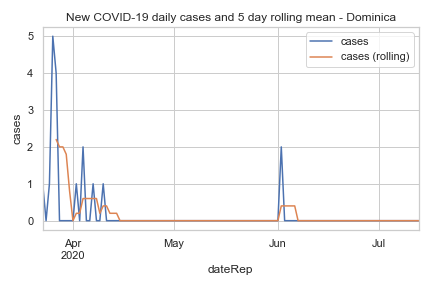 New COVID-19 daily cases and 5 day rolling mean - Dominica
cases
cases (rolling)
5
4
3
2
1
0
cases
Apr
2020
May
Jun
Jul
dateRep